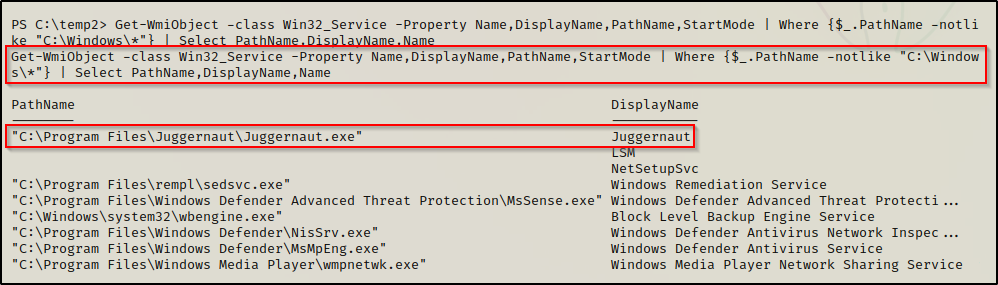 PS C:\temp2> Get-WmiObject -class Win32_Service -Property Name,DisplayName,PathName,StartMode | Where {$_.PathName -notli
ke "C:\Windows\*"} | Select PathName,DisplayName,Name
Get-WmiObject -class Win32_Service -Property Name,DisplayName,PathName,StartMode | Where {$_.PathName -notlike "C:\Window
s\*"} | Select PathName,DisplayName,Name
PathName DisplayName
-------- -----------
"C:\Program Files\Juggernaut\Juggernaut.exe" Juggernaut
LSM
NetSetupSvc
"C:\Program Files\rempl\sedsvc.exe" Windows Remediation Service
"C:\Program Files\Windows Defender Advanced Threat Protection\MsSense.exe" Windows Defender Advanced Threat Protecti...
"C:\Windows\system32\wbengine.exe" Block Level Backup Engine Service
"C:\Program Files\Windows Defender\NisSrv.exe" Windows Defender Antivirus Network Inspec...
"C:\Program Files\Windows Defender\MsMpEng.exe" Windows Defender Antivirus Service
"C:\Program Files\Windows Media Player\wmpnetwk.exe" Windows Media Player Network Sharing Service